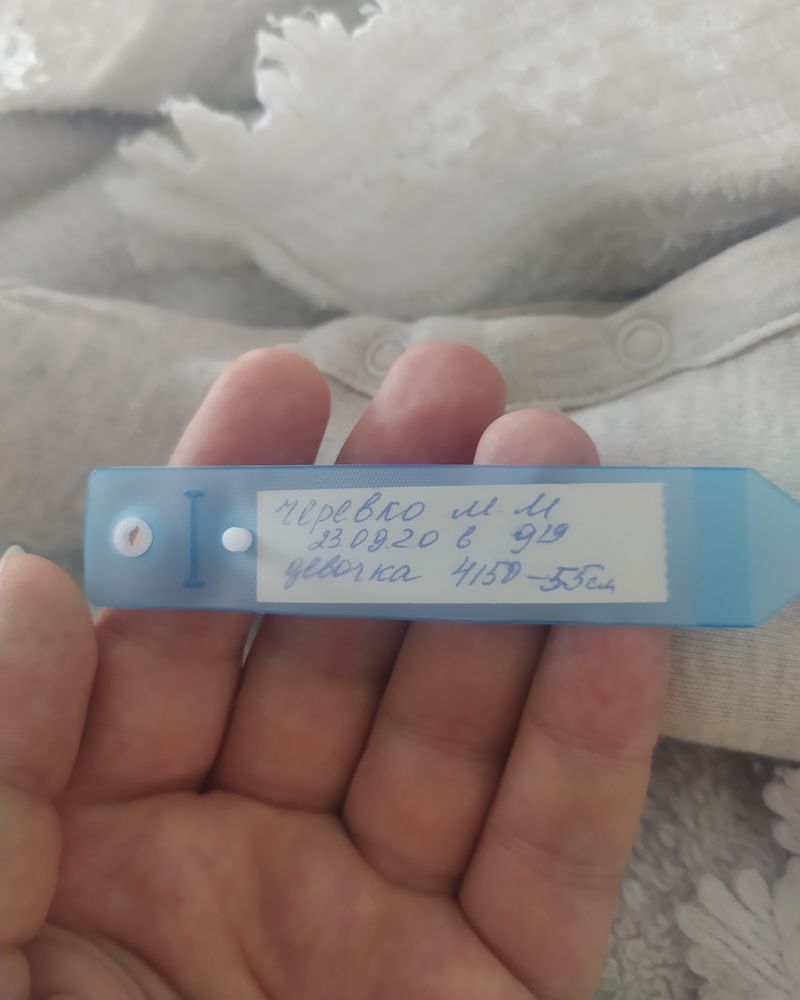 Черевко М. М
23.09.20 в 9 19
девочка 4150-55см